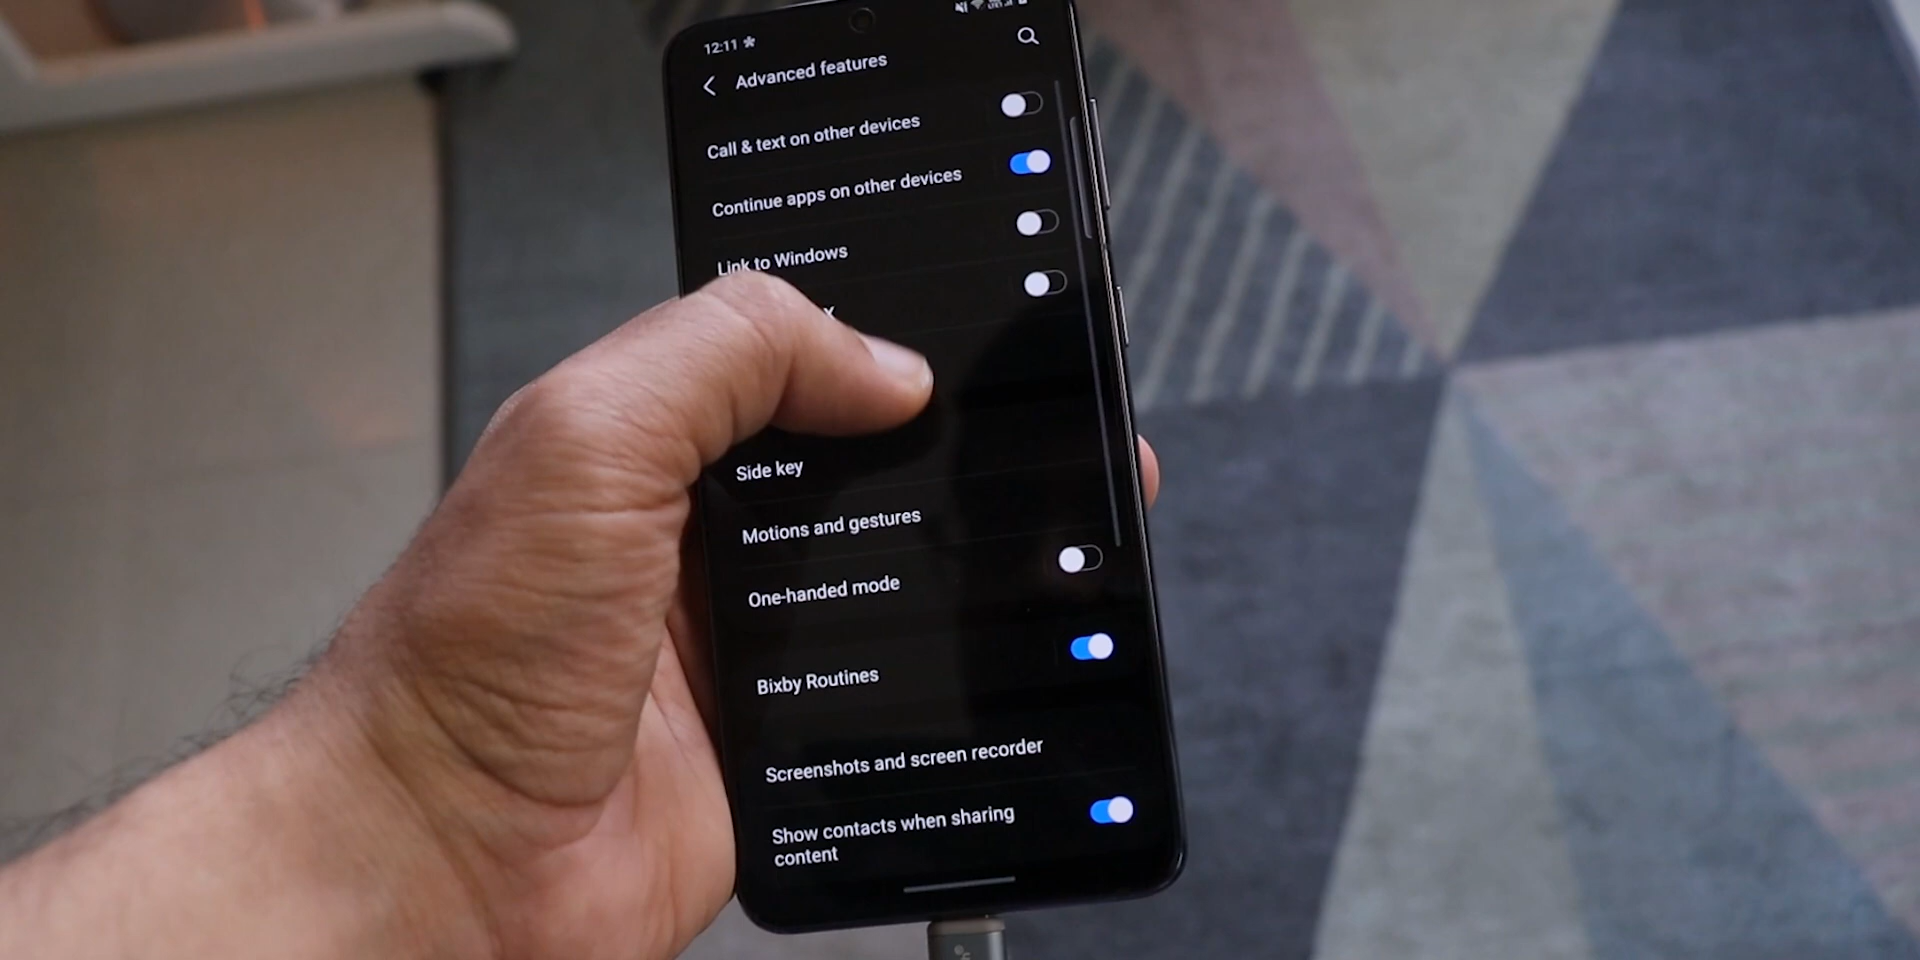 12:11
Advanced features
Call & text on other devices
Continue apps on other devices
Link to Windows
Side key
Motions and gestures
One-handed mode
Bixby Routines
Screenshots and screen recorder
Show contacts when sharing
content